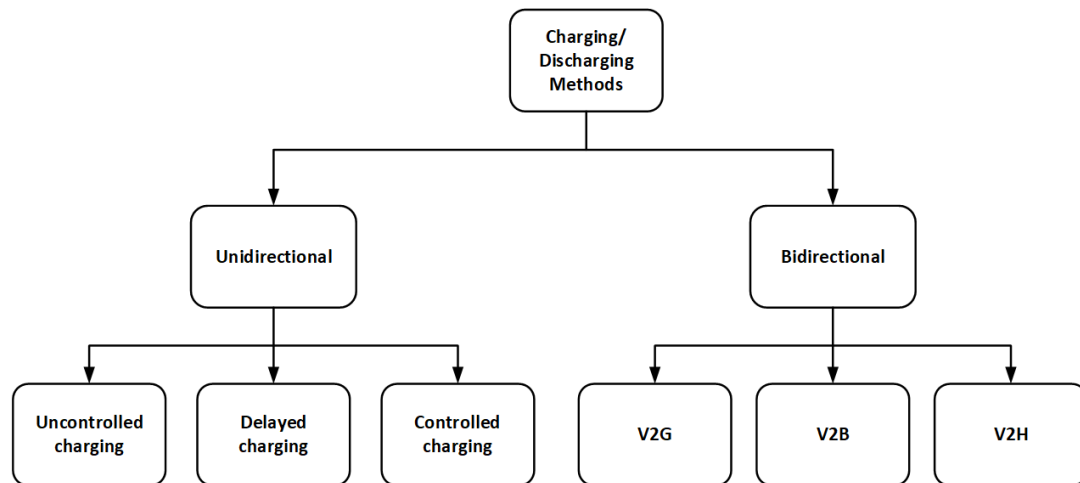 Charging/
Discharging
Methods
Unidirectional
Bidirectional
Uncontrolled
charging
Delayed
charging
Controlled
charging
V2G
V2B
V2H